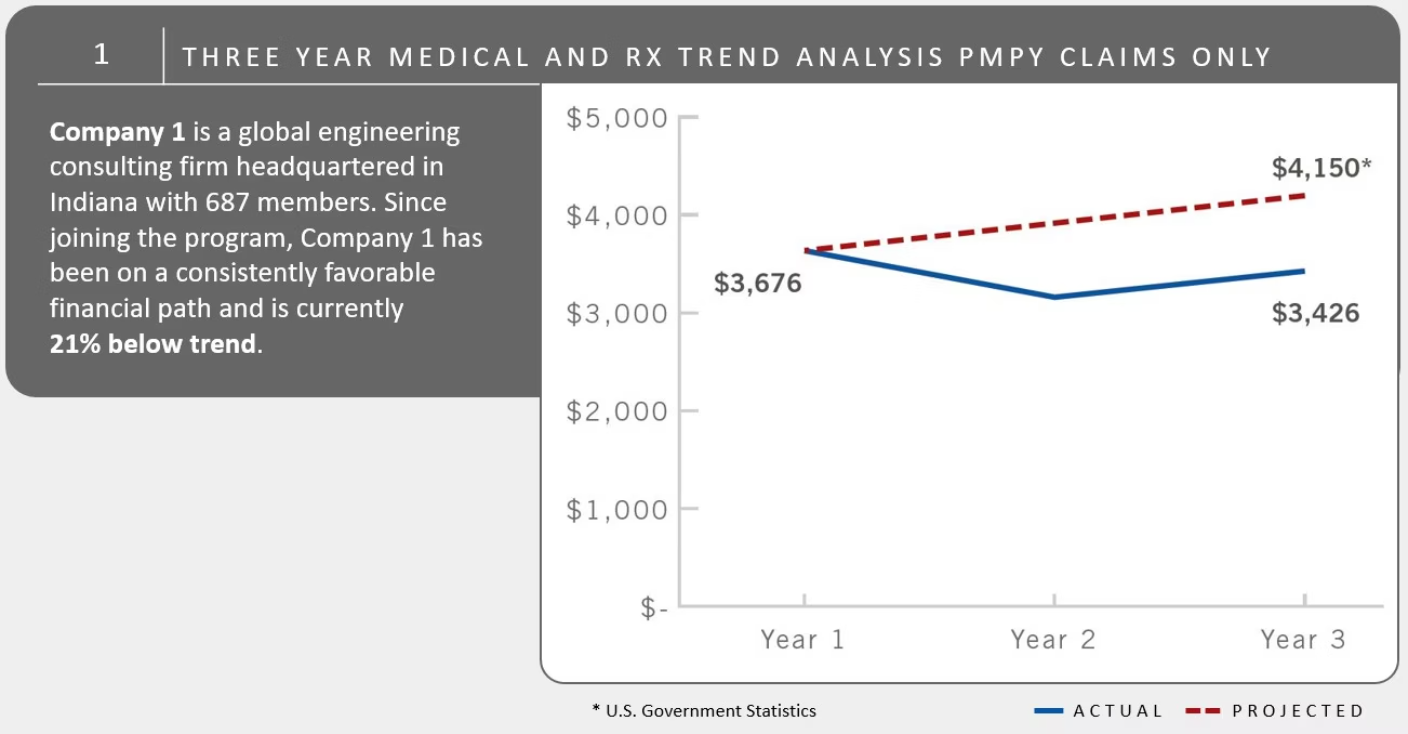 1
THREE YEAR MEDICAL AND RX TREND ANALYSIS PMPY CLAIMS ONLY
Company 1 is a global engineering
consulting firm headquartered in
Indiana with 687 members. Since
joining the program, Company 1 has
been on a consistently favorable
financial path and is currently
21% below trend.
$5,000
$4,150*
$4,000
$3,676
$3,000
$3,426
$2,000
$1,000
$-
Year 1
Year 2
Year 3
* U.S. Government Statistics
ACTUAL
PROJECTED